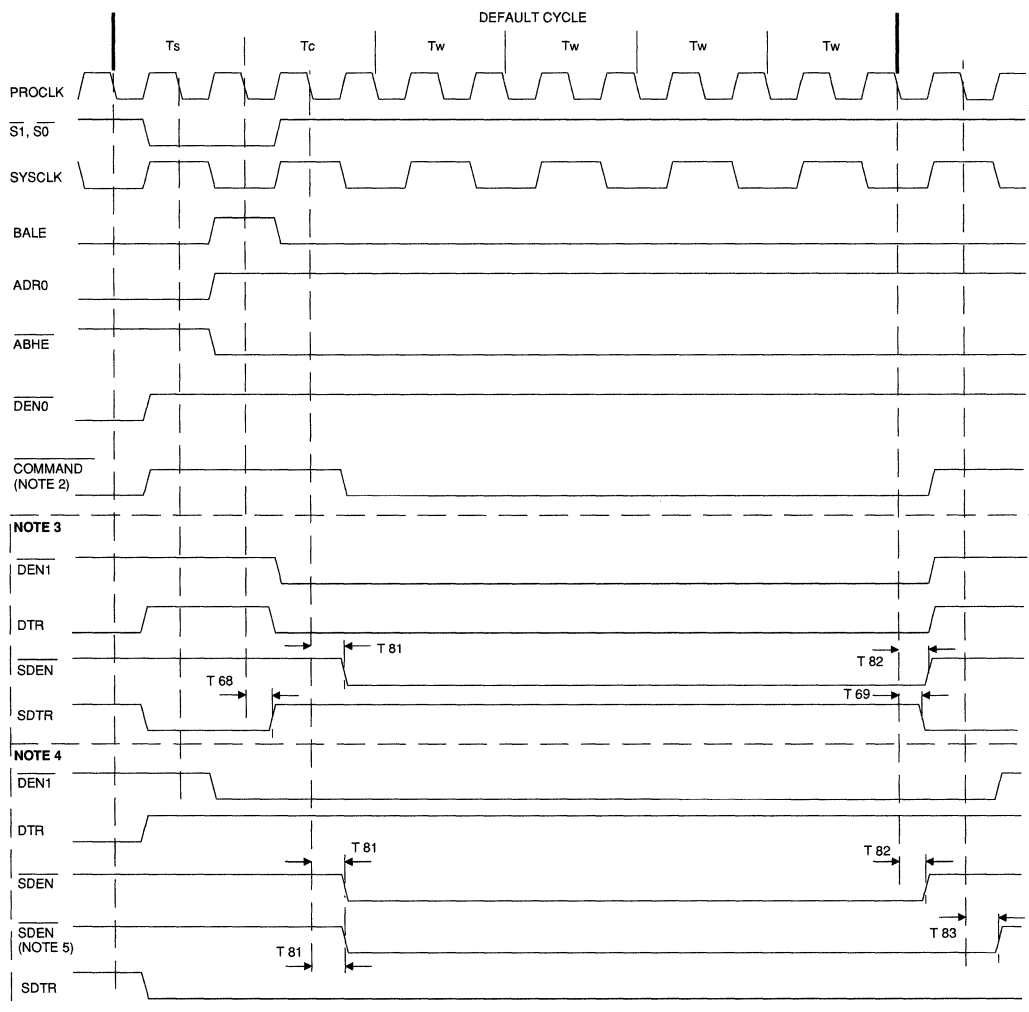 DEFAULT CYCLE
Ts Tc Tw Tw Tw Tw
PROCLK
S1, S0
SYSCLK
BALE
ADR0
ABHE
DEN0
COMMAND
(NOTE 2)
NOTE 3
DEN1
DTR
T 81
T 82
SDEN
T 68
T 69
SDTR
NOTE 4
DEN1
DTR
T 81
T 82
SDEN
SDEN
(NOTE 5)
T 81
T 83
SDTR